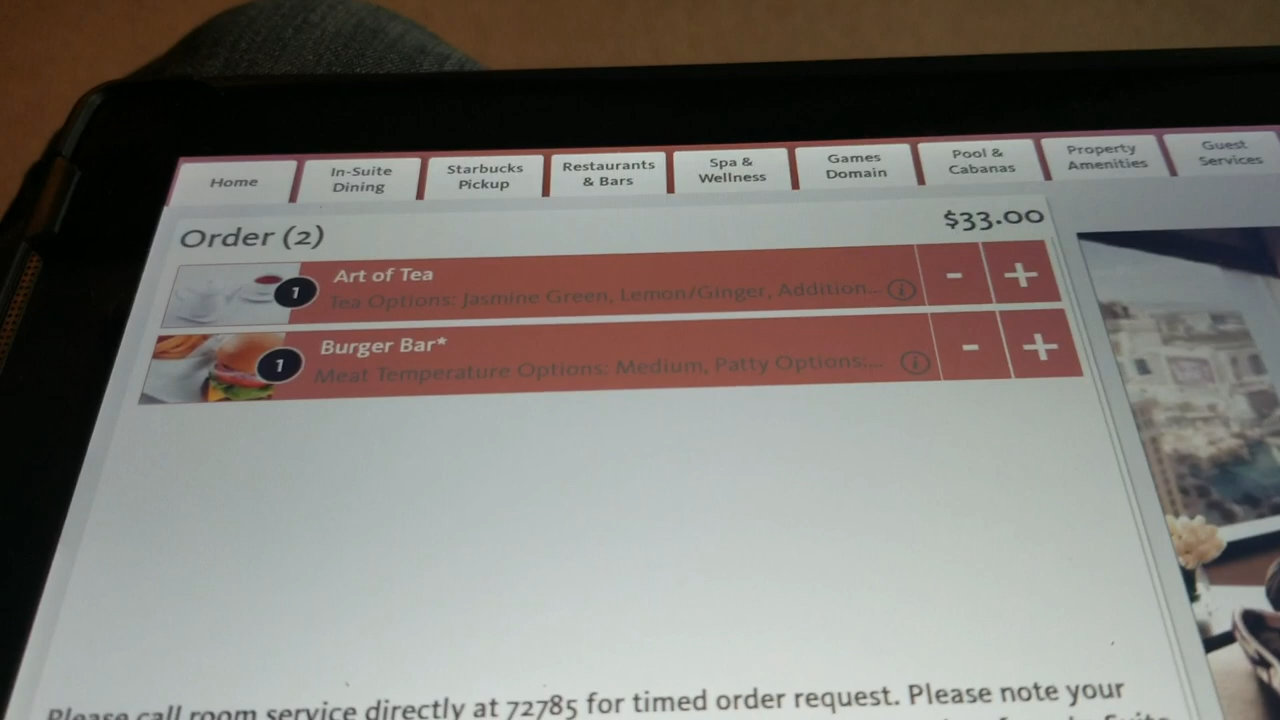 Home
In-Suite
Dining
Starbucks
Pickup
Restaurants
& Bars
Spa &
Wellness
Games
Domain
Pool &
Cabanas
Property
Amenities
Guest
Services
Order (2)
$33.00
1
Art of Tea
Tea Options: Jasmine Green, Lemon/Ginger, Addition...
i
-
+
1
Burger Bar*
Meat Temperature Options: Medium, Patty Options:...
i
-
+
Please call room service directly at 72785 for timed order request. Please note your